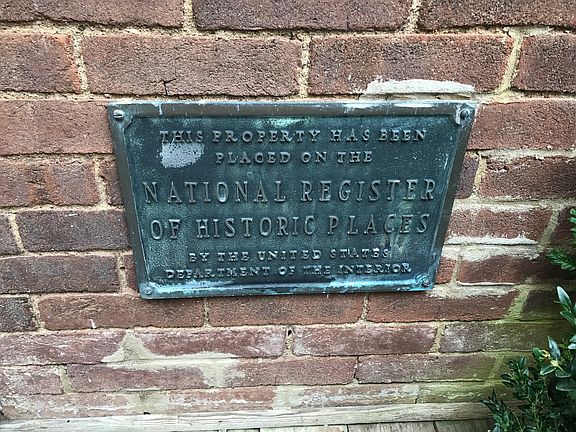 THIS PROPERTY HAS BEEN
PLACED ON THE
NATIONAL REGISTER
OF HISTORIC PLACES
BY THE UNITED STATES
DEPARTMENT OF THE INTERIOR